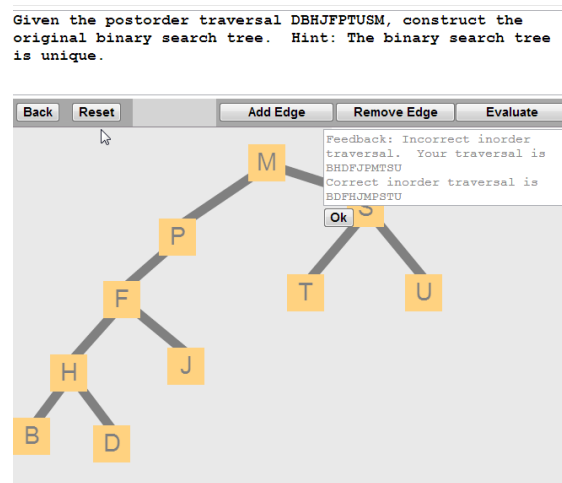 Given the postorder traversal DBHJFPTUSM, construct the
original binary search tree.  Hint: The binary search tree
is unique.
Back Reset Add Edge Remove Edge Evaluate
Feedback: Incorrect inorder
traversal.  Your traversal is
BHDFJPMTSU
Correct inorder traversal is
BDFHJMPSTU
Ok
M
S
P
F
T
U
J
H
B
D